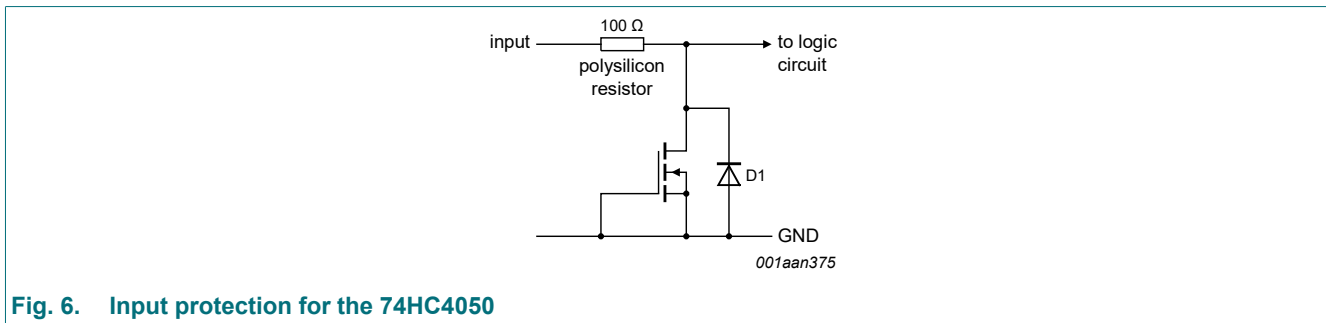 100 Ω
input
to logic
circuit
polysilicon
resistor
D1
GND
001aan375
Fig. 6. Input protection for the 74HC4050